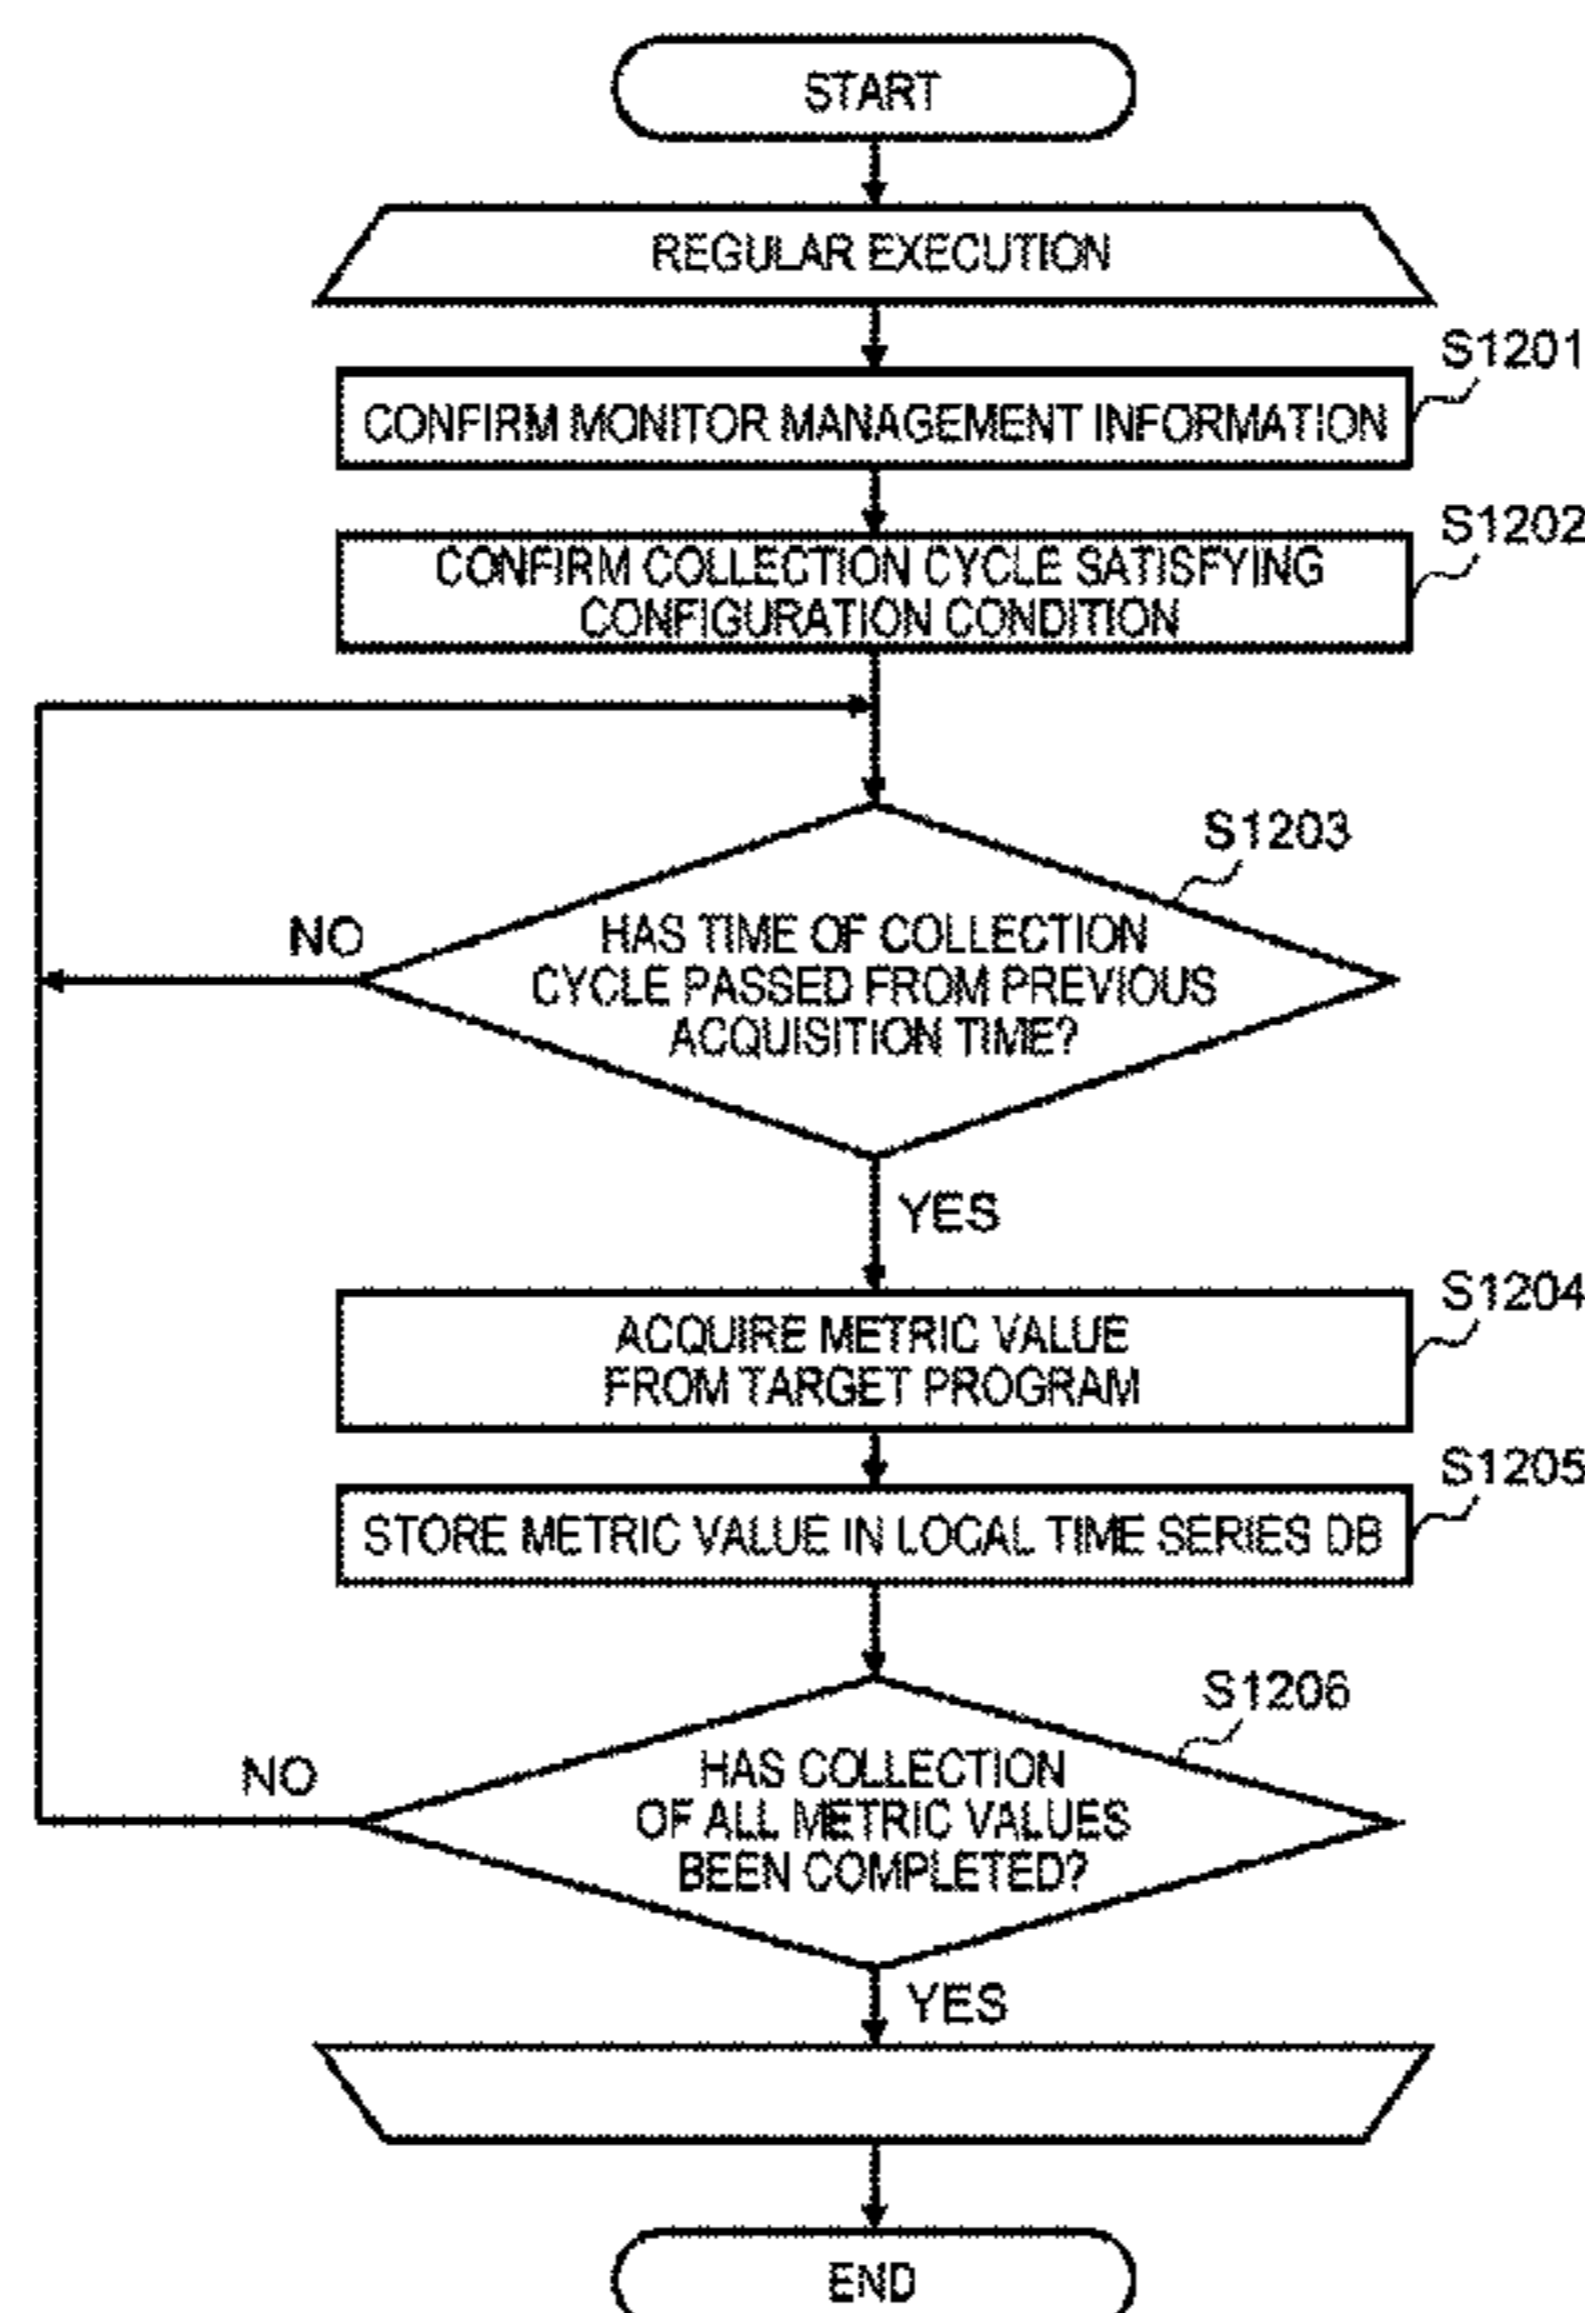 START
REGULAR EXECUTION
S1201
CONFIRM MONITOR MANAGEMENT INFORMATION
S1202
CONFIRM COLLECTION CYCLE SATISFYING
CONFIGURATION CONDITION
S1203
NO
HAS TIME OF COLLECTION
CYCLE PASSED FROM PREVIOUS
ACQUISITION TIME?
YES
S1204
ACQUIRE METRIC VALUE
FROM TARGET PROGRAM
S1205
STORE METRIC VALUE IN LOCAL TIME SERIES DB
S1206
NO
HAS COLLECTION
OF ALL METRIC VALUES
BEEN COMPLETED?
YES
END